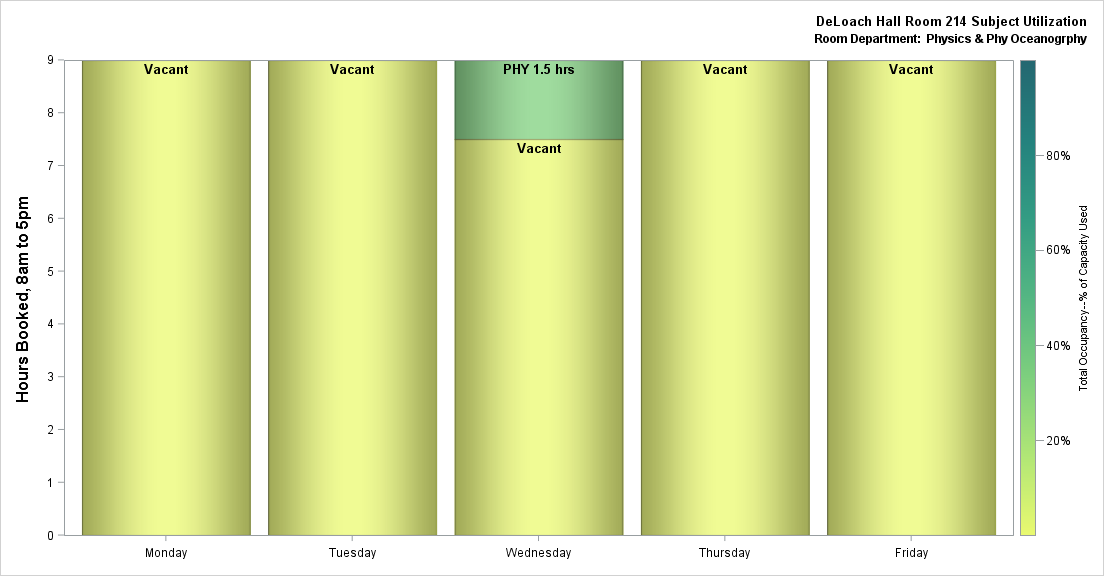 DeLoach Hall Room 214 Subject Utilization
Room Department: Physics & Phy Oceanogrphy
Hours Booked, 8am to 5pm
9
8
7
6
5
4
3
2
1
0
Vacant
Vacant
PHY 1.5 hrs
Vacant
Vacant
Vacant
Monday
Tuesday
Wednesday
Thursday
Friday
80%
60%
40%
20%
Total Occupancy--% of Capacity Used